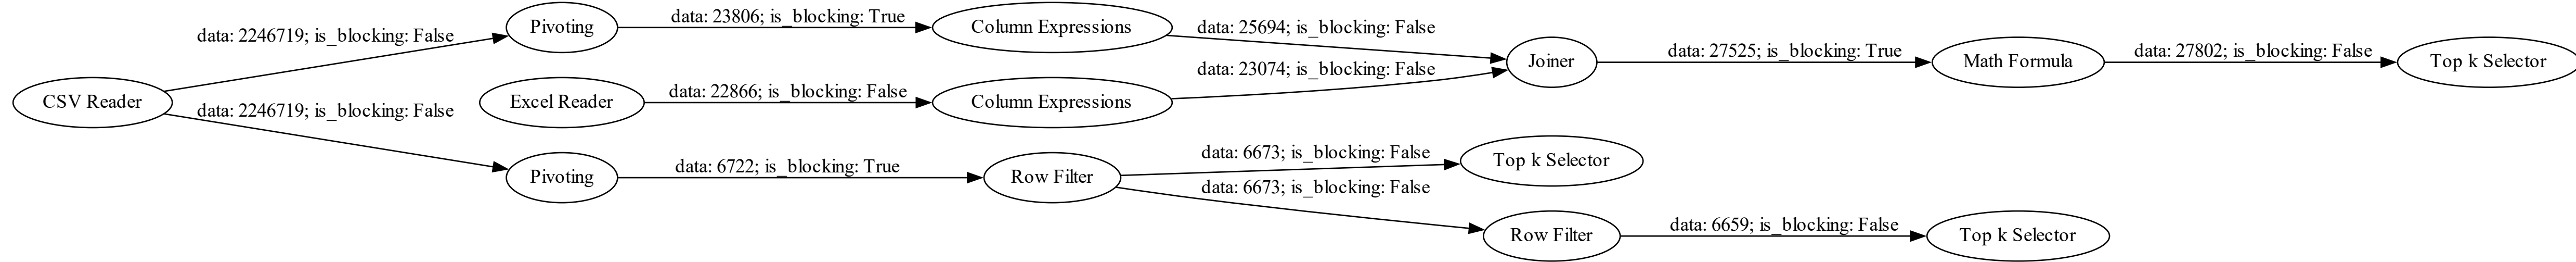 data: 23806; is_blocking: True
Pivoting
Column Expressions
data: 25694; is_blocking: False
data: 2246719; is_blocking: False
Joiner
data: 27525; is_blocking: True
Math Formula
data: 27802; is_blocking: False
Top k Selector
data: 23074; is_blocking: False
CSV Reader
Excel Reader
data: 22866; is_blocking: False
Column Expressions
data: 2246719; is_blocking: False
Pivoting
data: 6722; is_blocking: True
Row Filter
data: 6673; is_blocking: False
Top k Selector
data: 6673; is_blocking: False
Row Filter
data: 6659; is_blocking: False
Top k Selector